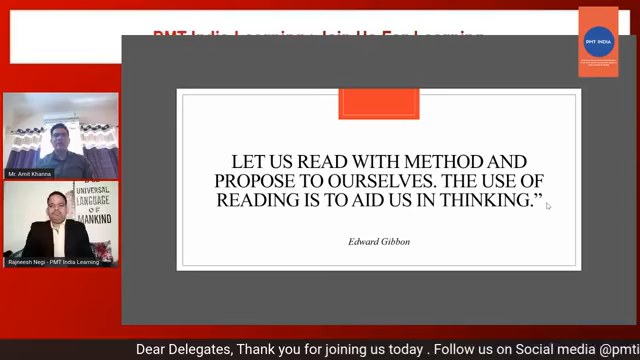 PMT India Learning: Join Us For Learning
PMT INDIA
LET US READ WITH METHOD AND
PROPOSE TO OURSELVES. THE USE OF
READING IS TO AID US IN THINKING.”
Edward Gibbon
Mr. Amit Khanna
UNIVERSAL
LANGUAGE
OF
MANKIND
Rajneesh Negi - PMT India Learning
Dear Delegates, Thank you for joining us today . Follow us on Social media @pmti